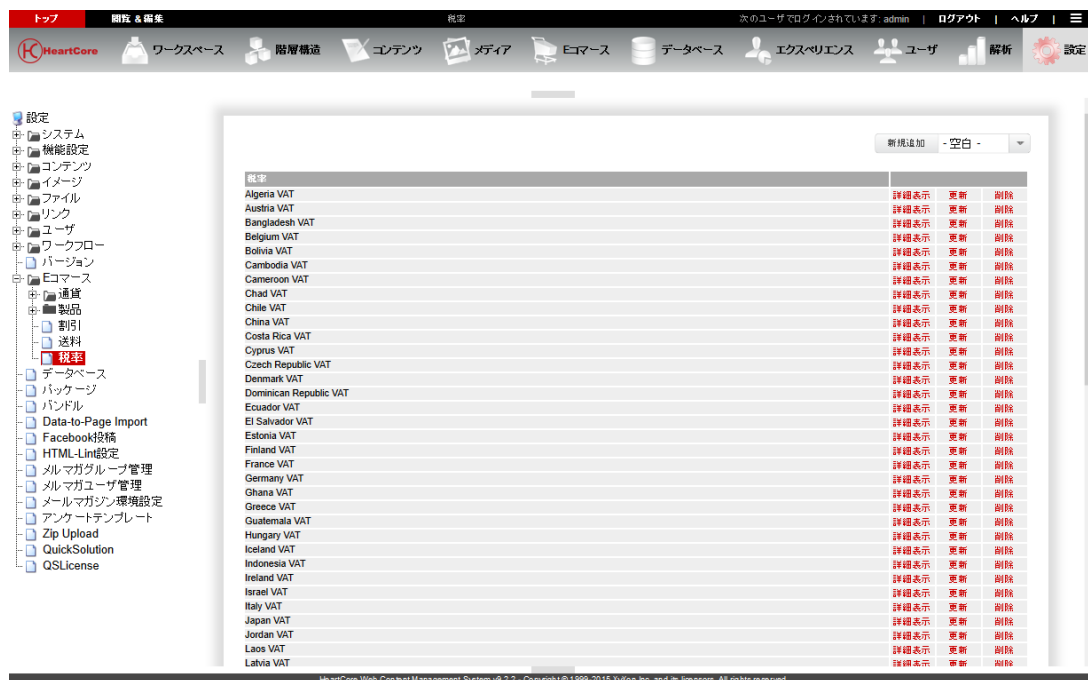 トップ 閲覧 & 編集 税率 次のユーザでログインされています: admin | ログアウト | ヘルプ |
HeartCore ワークスペース 階層構造 コンテンツ メディア Eコマース データベース エクスペリエンス ユーザ 解析 設定
設定
システム
機能設定
コンテンツ
イメージ
ファイル
リンク
ユーザ
ワークフロー
バージョン
Eコマース
通貨
製品
割引
送料
税率
データベース
パッケージ
バンドル
Data-to-Page Import
Facebook投稿
HTML-Lint設定
メルマガグループ管理
メルマガユーザ管理
メールマガジン環境設定
アンケートテンプレート
Zip Upload
QuickSolution
QSLicense
新規追加 - 空白 -
税率
Algeria VAT 詳細表示 更新 削除
Austria VAT 詳細表示 更新 削除
Bangladesh VAT 詳細表示 更新 削除
Belgium VAT 詳細表示 更新 削除
Bolivia VAT 詳細表示 更新 削除
Cambodia VAT 詳細表示 更新 削除
Cameroon VAT 詳細表示 更新 削除
Chad VAT 詳細表示 更新 削除
Chile VAT 詳細表示 更新 削除
China VAT 詳細表示 更新 削除
Costa Rica VAT 詳細表示 更新 削除
Cyprus VAT 詳細表示 更新 削除
Czech Republic VAT 詳細表示 更新 削除
Denmark VAT 詳細表示 更新 削除
Dominican Republic VAT 詳細表示 更新 削除
Ecuador VAT 詳細表示 更新 削除
El Salvador VAT 詳細表示 更新 削除
Estonia VAT 詳細表示 更新 削除
Finland VAT 詳細表示 更新 削除
France VAT 詳細表示 更新 削除
Germany VAT 詳細表示 更新 削除
Ghana VAT 詳細表示 更新 削除
Greece VAT 詳細表示 更新 削除
Guatemala VAT 詳細表示 更新 削除
Hungary VAT 詳細表示 更新 削除
Iceland VAT 詳細表示 更新 削除
Indonesia VAT 詳細表示 更新 削除
Ireland VAT 詳細表示 更新 削除
Israel VAT 詳細表示 更新 削除
Italy VAT 詳細表示 更新 削除
Japan VAT 詳細表示 更新 削除
Jordan VAT 詳細表示 更新 削除
Laos VAT 詳細表示 更新 削除
Latvia VAT 詳細表示 更新 削除
HeartCore Web Content Management System v9.2.2 - Copyright © 1999-2015 XyXon Inc. and its licensors. All rights reserved.